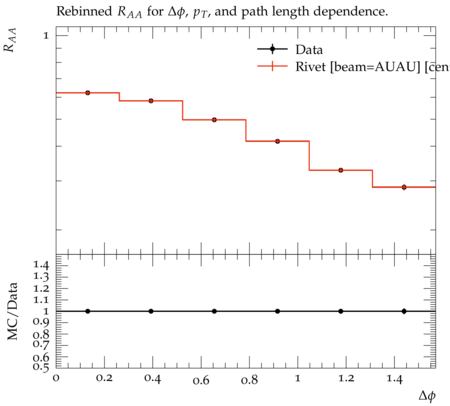 Rebinned R_AA for Δϕ, p_T, and path length dependence.
R_AA
1
Data
Rivet [beam=AUAU] [cen
MC/Data
1.4
1.3
1.2
1.1
1
0.9
0.8
0.7
0.6
0.5
0 0.2 0.4 0.6 0.8 1 1.2 1.4
Δϕ